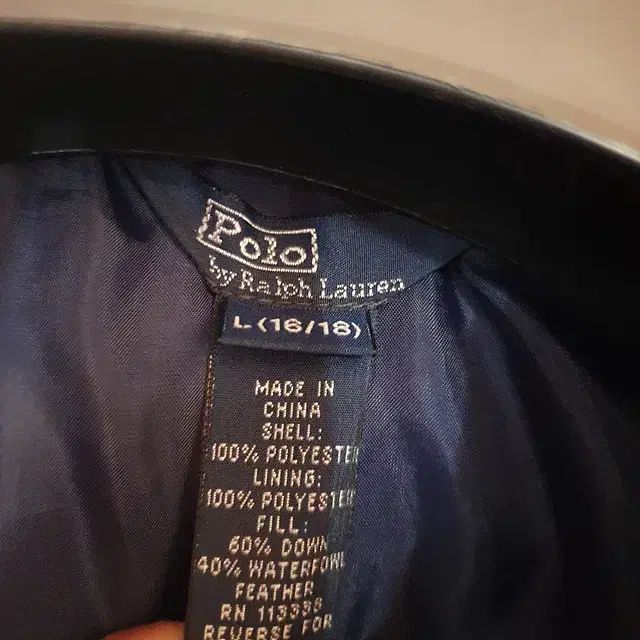 Polo
by Ralph Lauren
L (16/18)
MADE IN
CHINA
SHELL:
100% POLYESTER
LINING:
100% POLYESTER
FILL:
60% DOWN
40% WATERFOWL
FEATHER
RN
REVERSE FOR